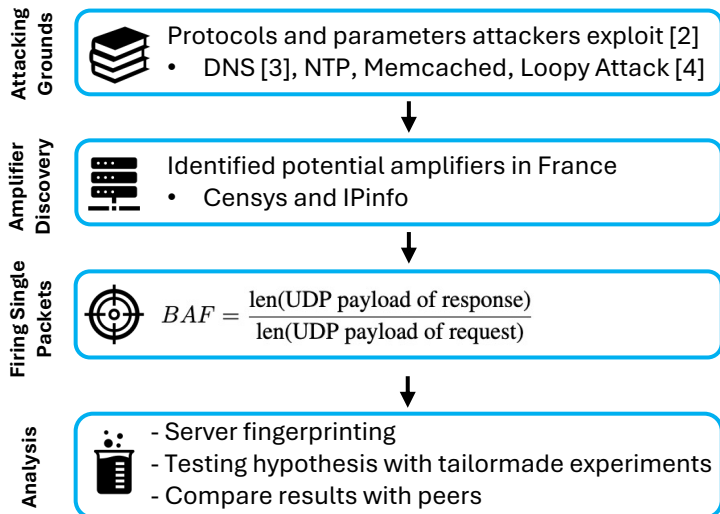 Attacking
Grounds
Protocols and parameters attackers exploit [2]
• DNS [3], NTP, Memcached, Loopy Attack [4]
Amplifier
Discovery
Identified potential amplifiers in France
• Censys and IPinfo
Firing Single
Packets
BAF = len(UDP payload of response) / len(UDP payload of request)
Analysis
- Server fingerprinting
- Testing hypothesis with tailormade experiments
- Compare results with peers